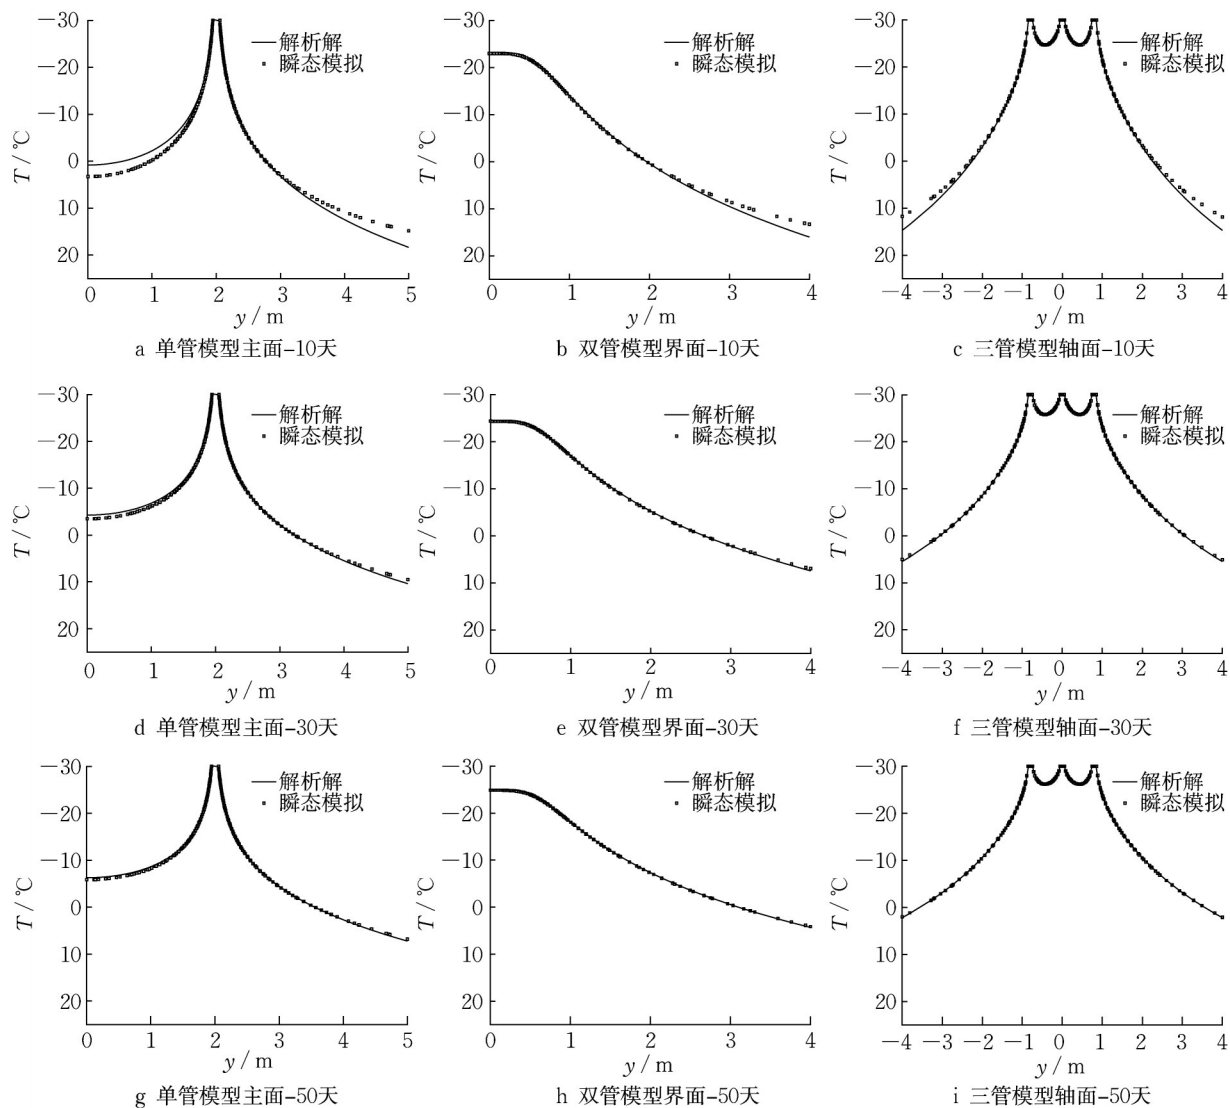 −30
−20
−10
0
10
20
T / ℃
解析解
瞬态模拟
0 1 2 3 4 5
y / m
a 单管模型主面–10天
−30
−20
−10
0
10
20
T / ℃
解析解
瞬态模拟
0 1 2 3 4
y / m
b 双管模型界面–10天
−30
−20
−10
0
10
20
T / ℃
解析解
瞬态模拟
−4 −3 −2 −1 0 1 2 3 4
y / m
c 三管模型轴面–10天
−30
−20
−10
0
10
20
T / ℃
解析解
瞬态模拟
0 1 2 3 4 5
y / m
d 单管模型主面–30天
−30
−20
−10
0
10
20
T / ℃
解析解
瞬态模拟
0 1 2 3 4
y / m
e 双管模型界面–30天
−30
−20
−10
0
10
20
T / ℃
解析解
瞬态模拟
−4 −3 −2 −1 0 1 2 3 4
y / m
f 三管模型轴面–30天
−30
−20
−10
0
10
20
T / ℃
解析解
瞬态模拟
0 1 2 3 4 5
y / m
g 单管模型主面–50天
−30
−20
−10
0
10
20
T / ℃
解析解
瞬态模拟
0 1 2 3 4
y / m
h 双管模型界面–50天
−30
−20
−10
0
10
20
T / ℃
解析解
瞬态模拟
−4 −3 −2 −1 0 1 2 3 4
y / m
i 三管模型轴面–50天